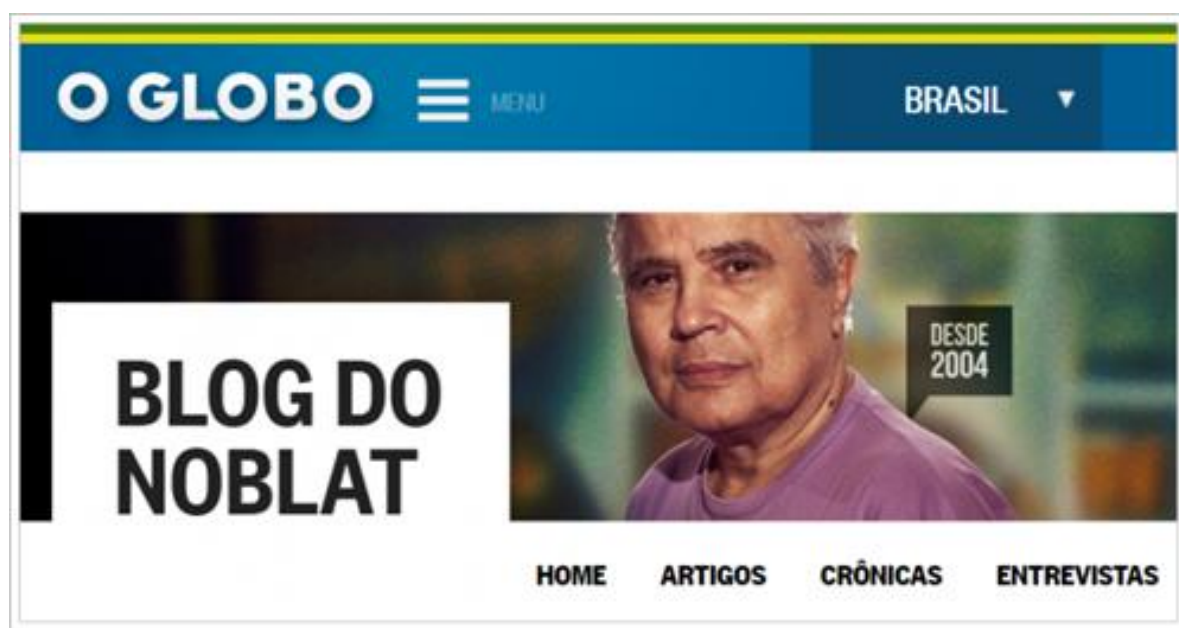 O GLOBO MENU BRASIL
DESDE
2004
BLOG DO
NOBLAT
HOME ARTIGOS CRÔNICAS ENTREVISTAS